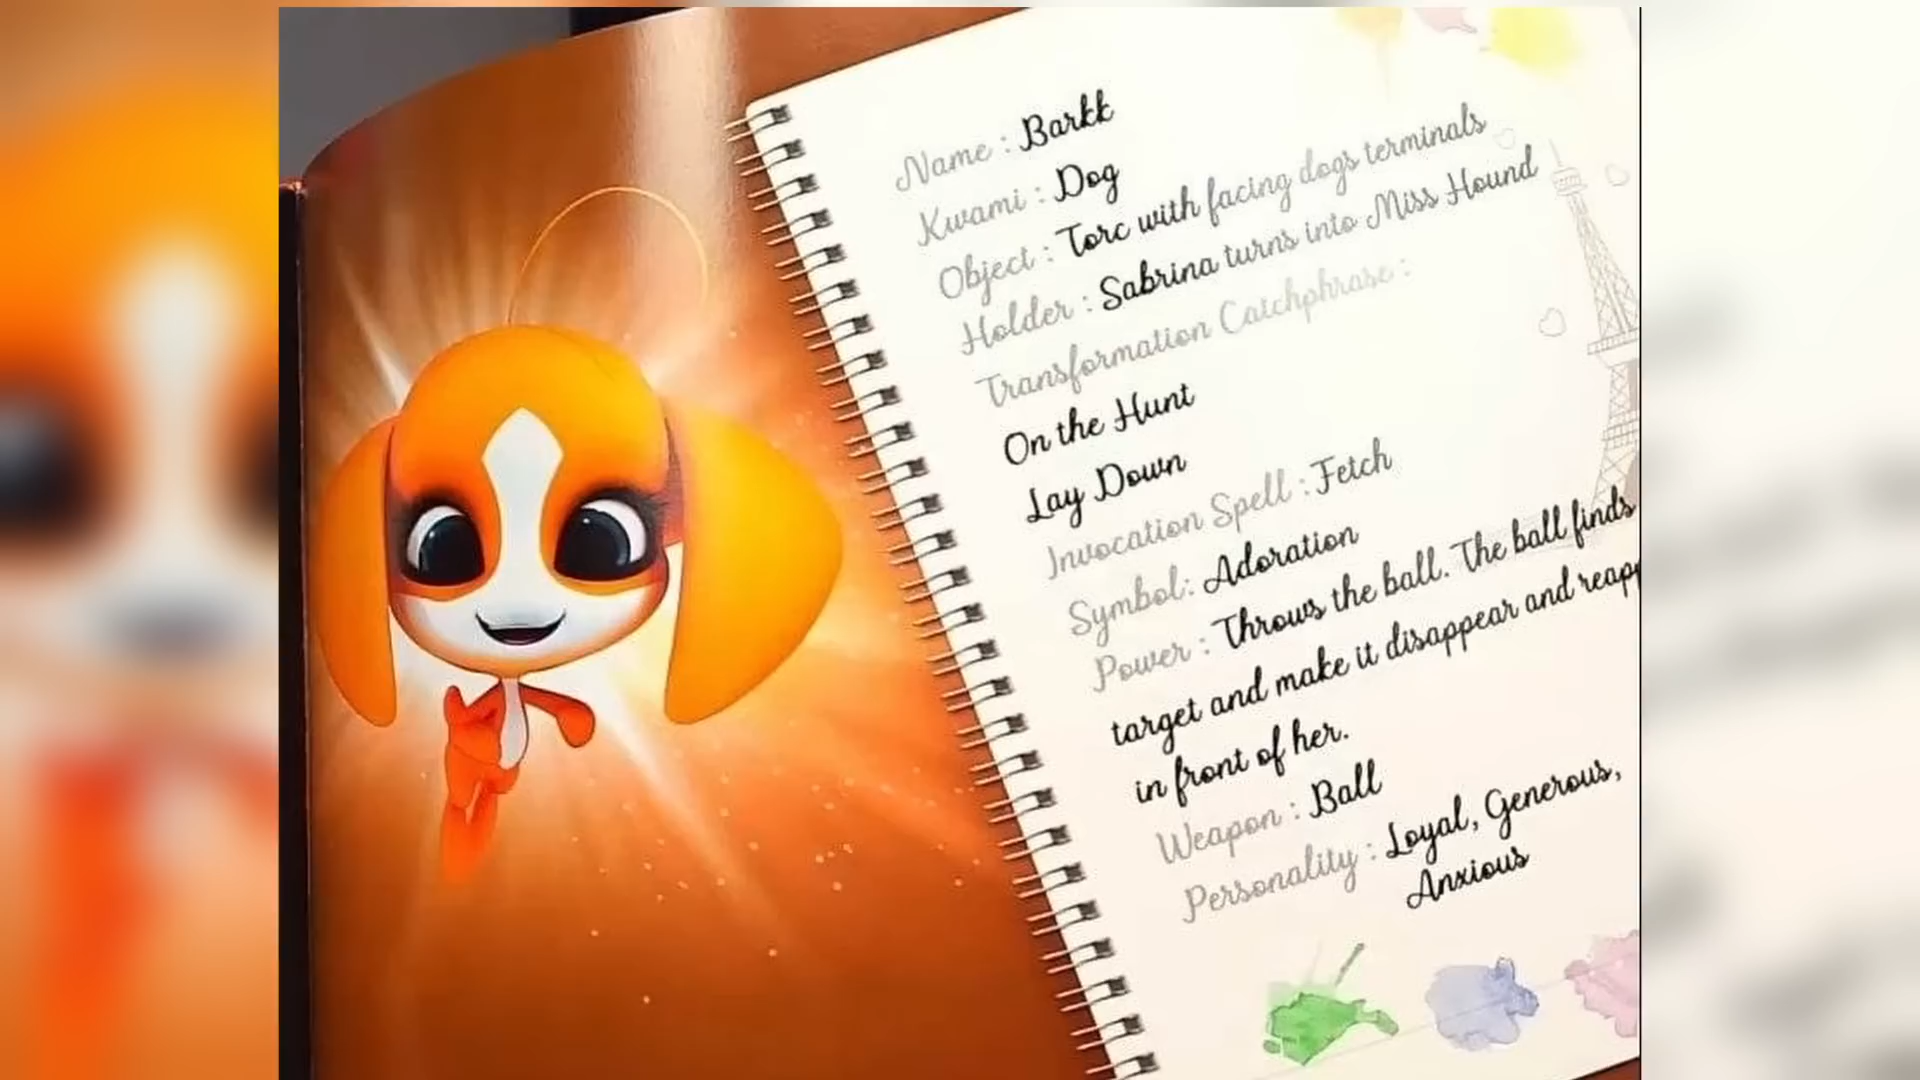 Name : Barkk
Kwami : Dog
Object : Torc with facing dogs terminals
Holder : Sabrina turns into Miss Hound
Transformation Catchphrase :
On the Hunt
Lay Down
Invocation Spell : Fetch
Symbol: Adoration
Power : Throws the ball. The ball finds
target and make it disappear and
in front of her.
Weapon : Ball
Personality : Loyal, Generous,
Anxious